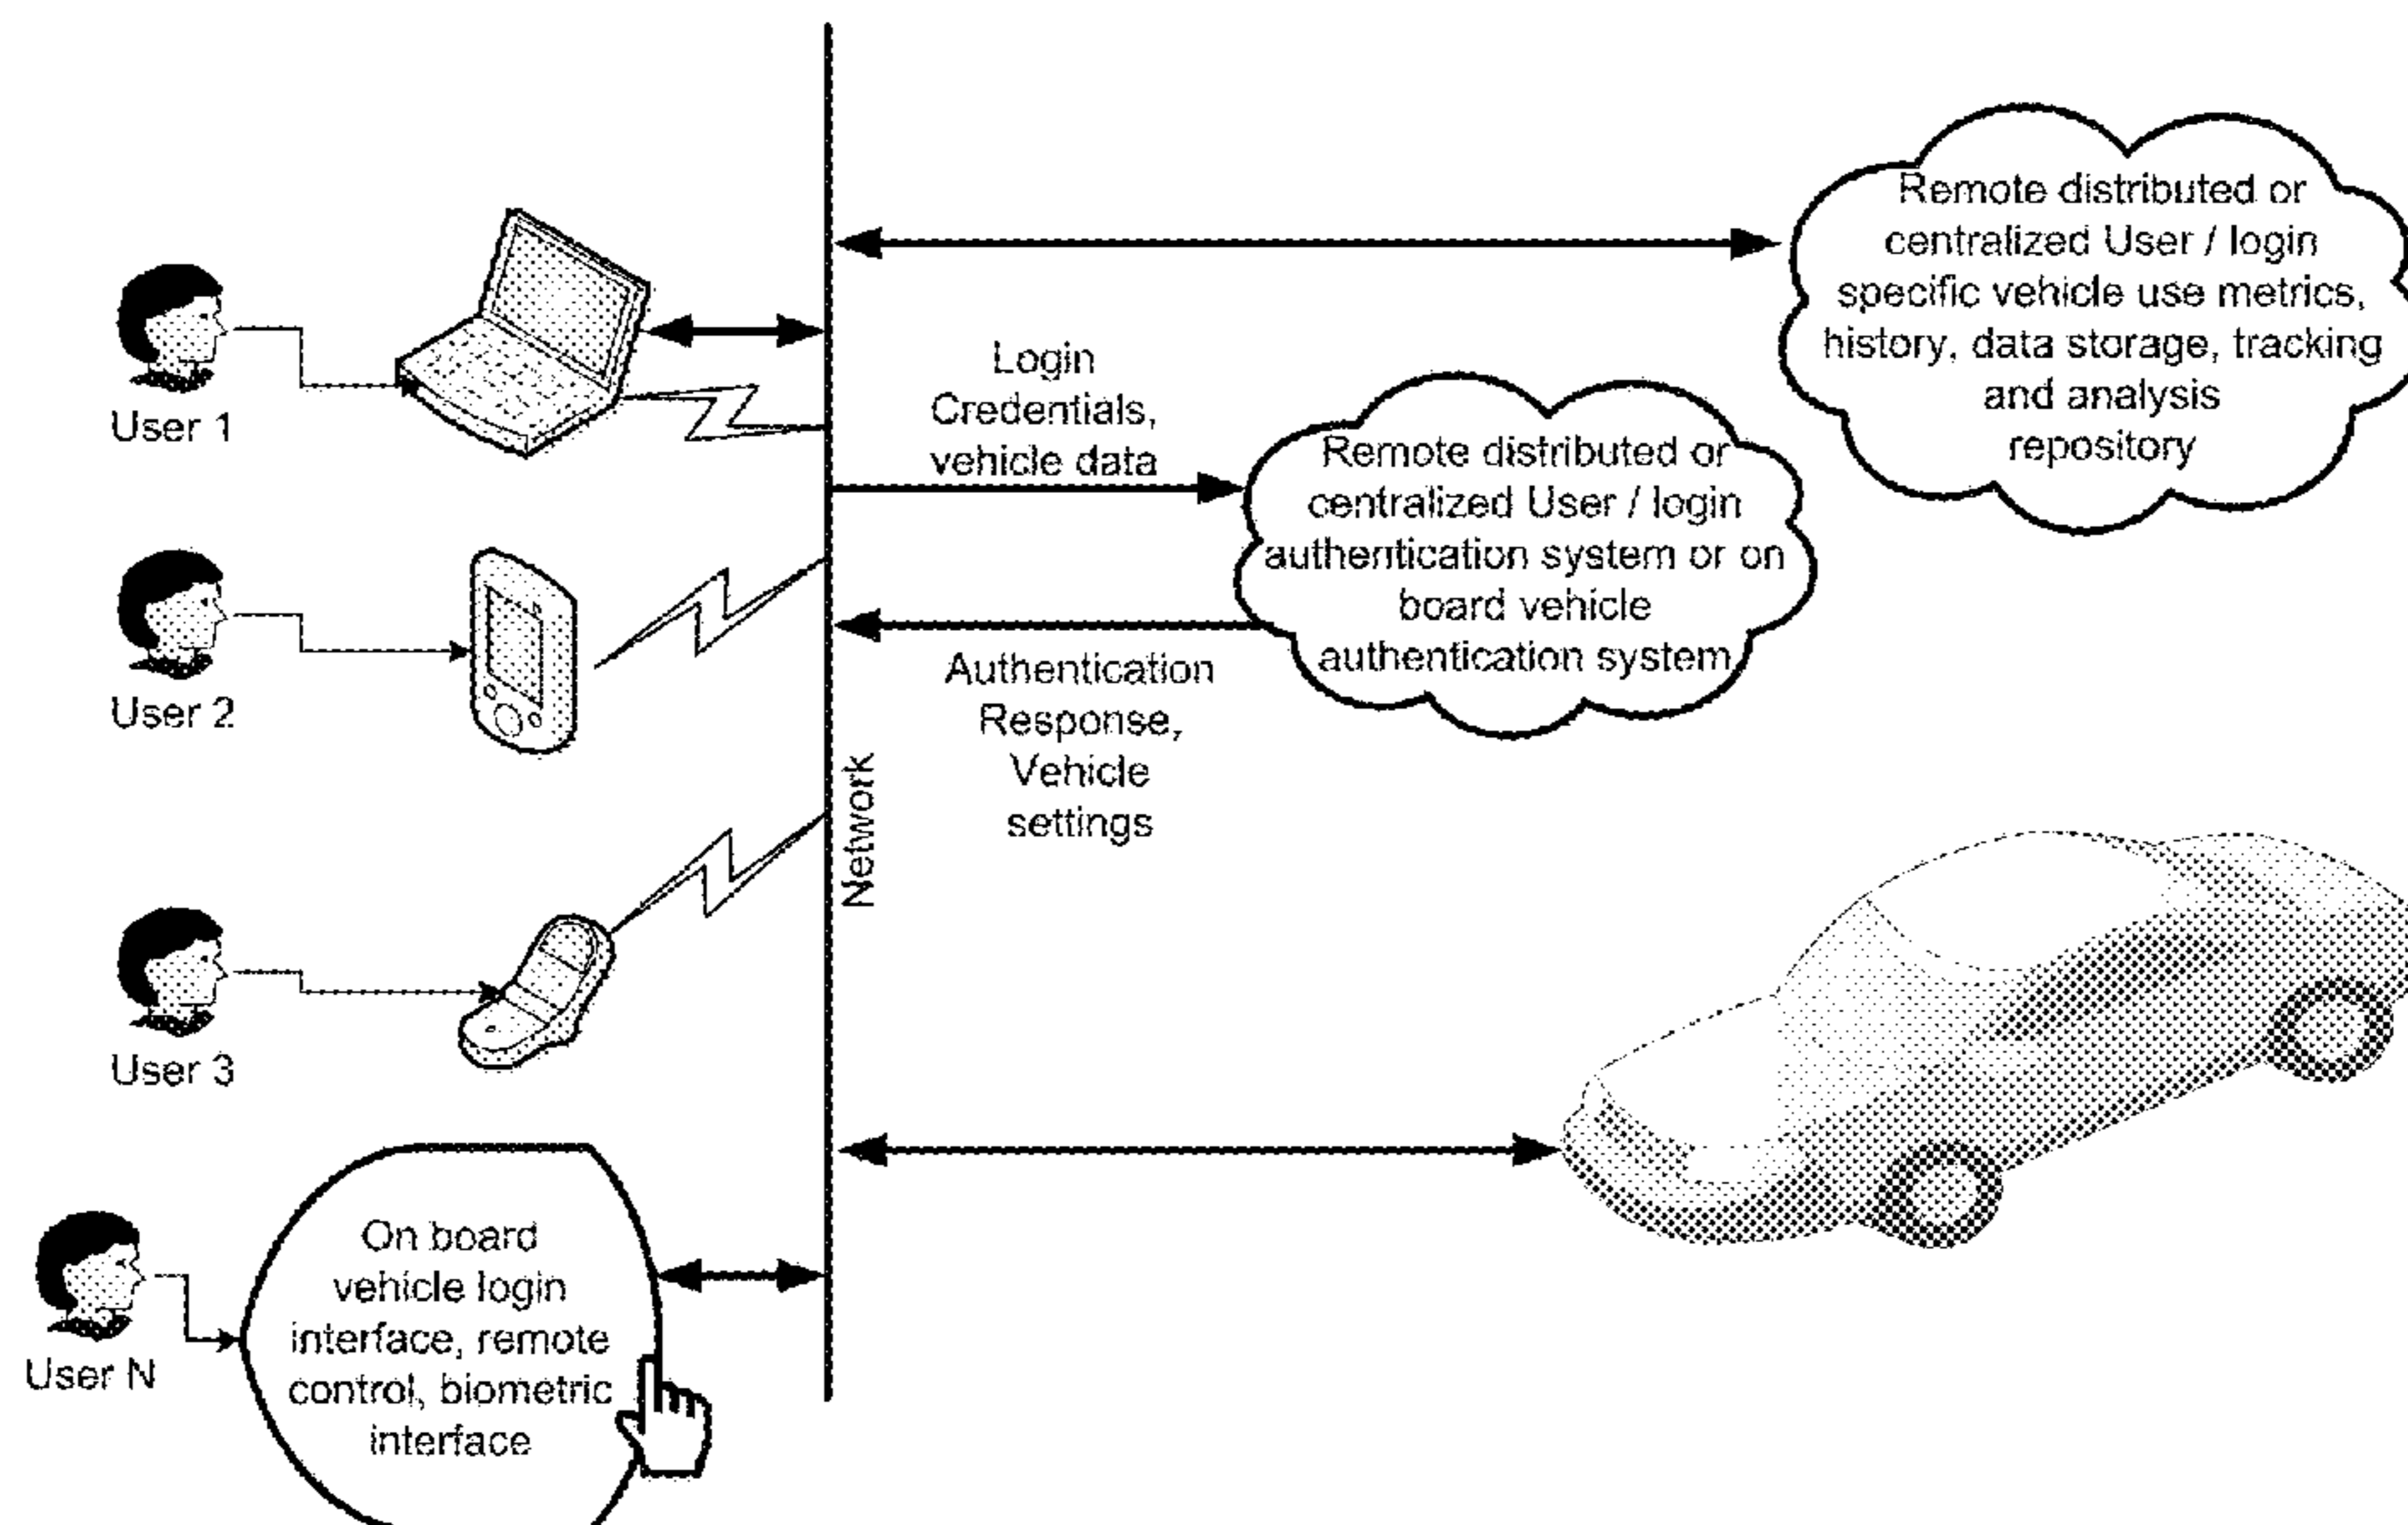 Remote distributed or
centralized User / login
specific vehicle use metrics,
history, data storage, tracking
and analysis
repository
User 1
Login
Credentials,
vehicle data
Remote distributed or
centralized User / login
authentication system or on
board vehicle
authentication system
User 2
Authentication
Response,
Vehicle
settings
Network
User 3
User N
On board
vehicle login
interface, remote
control, biometric
interface